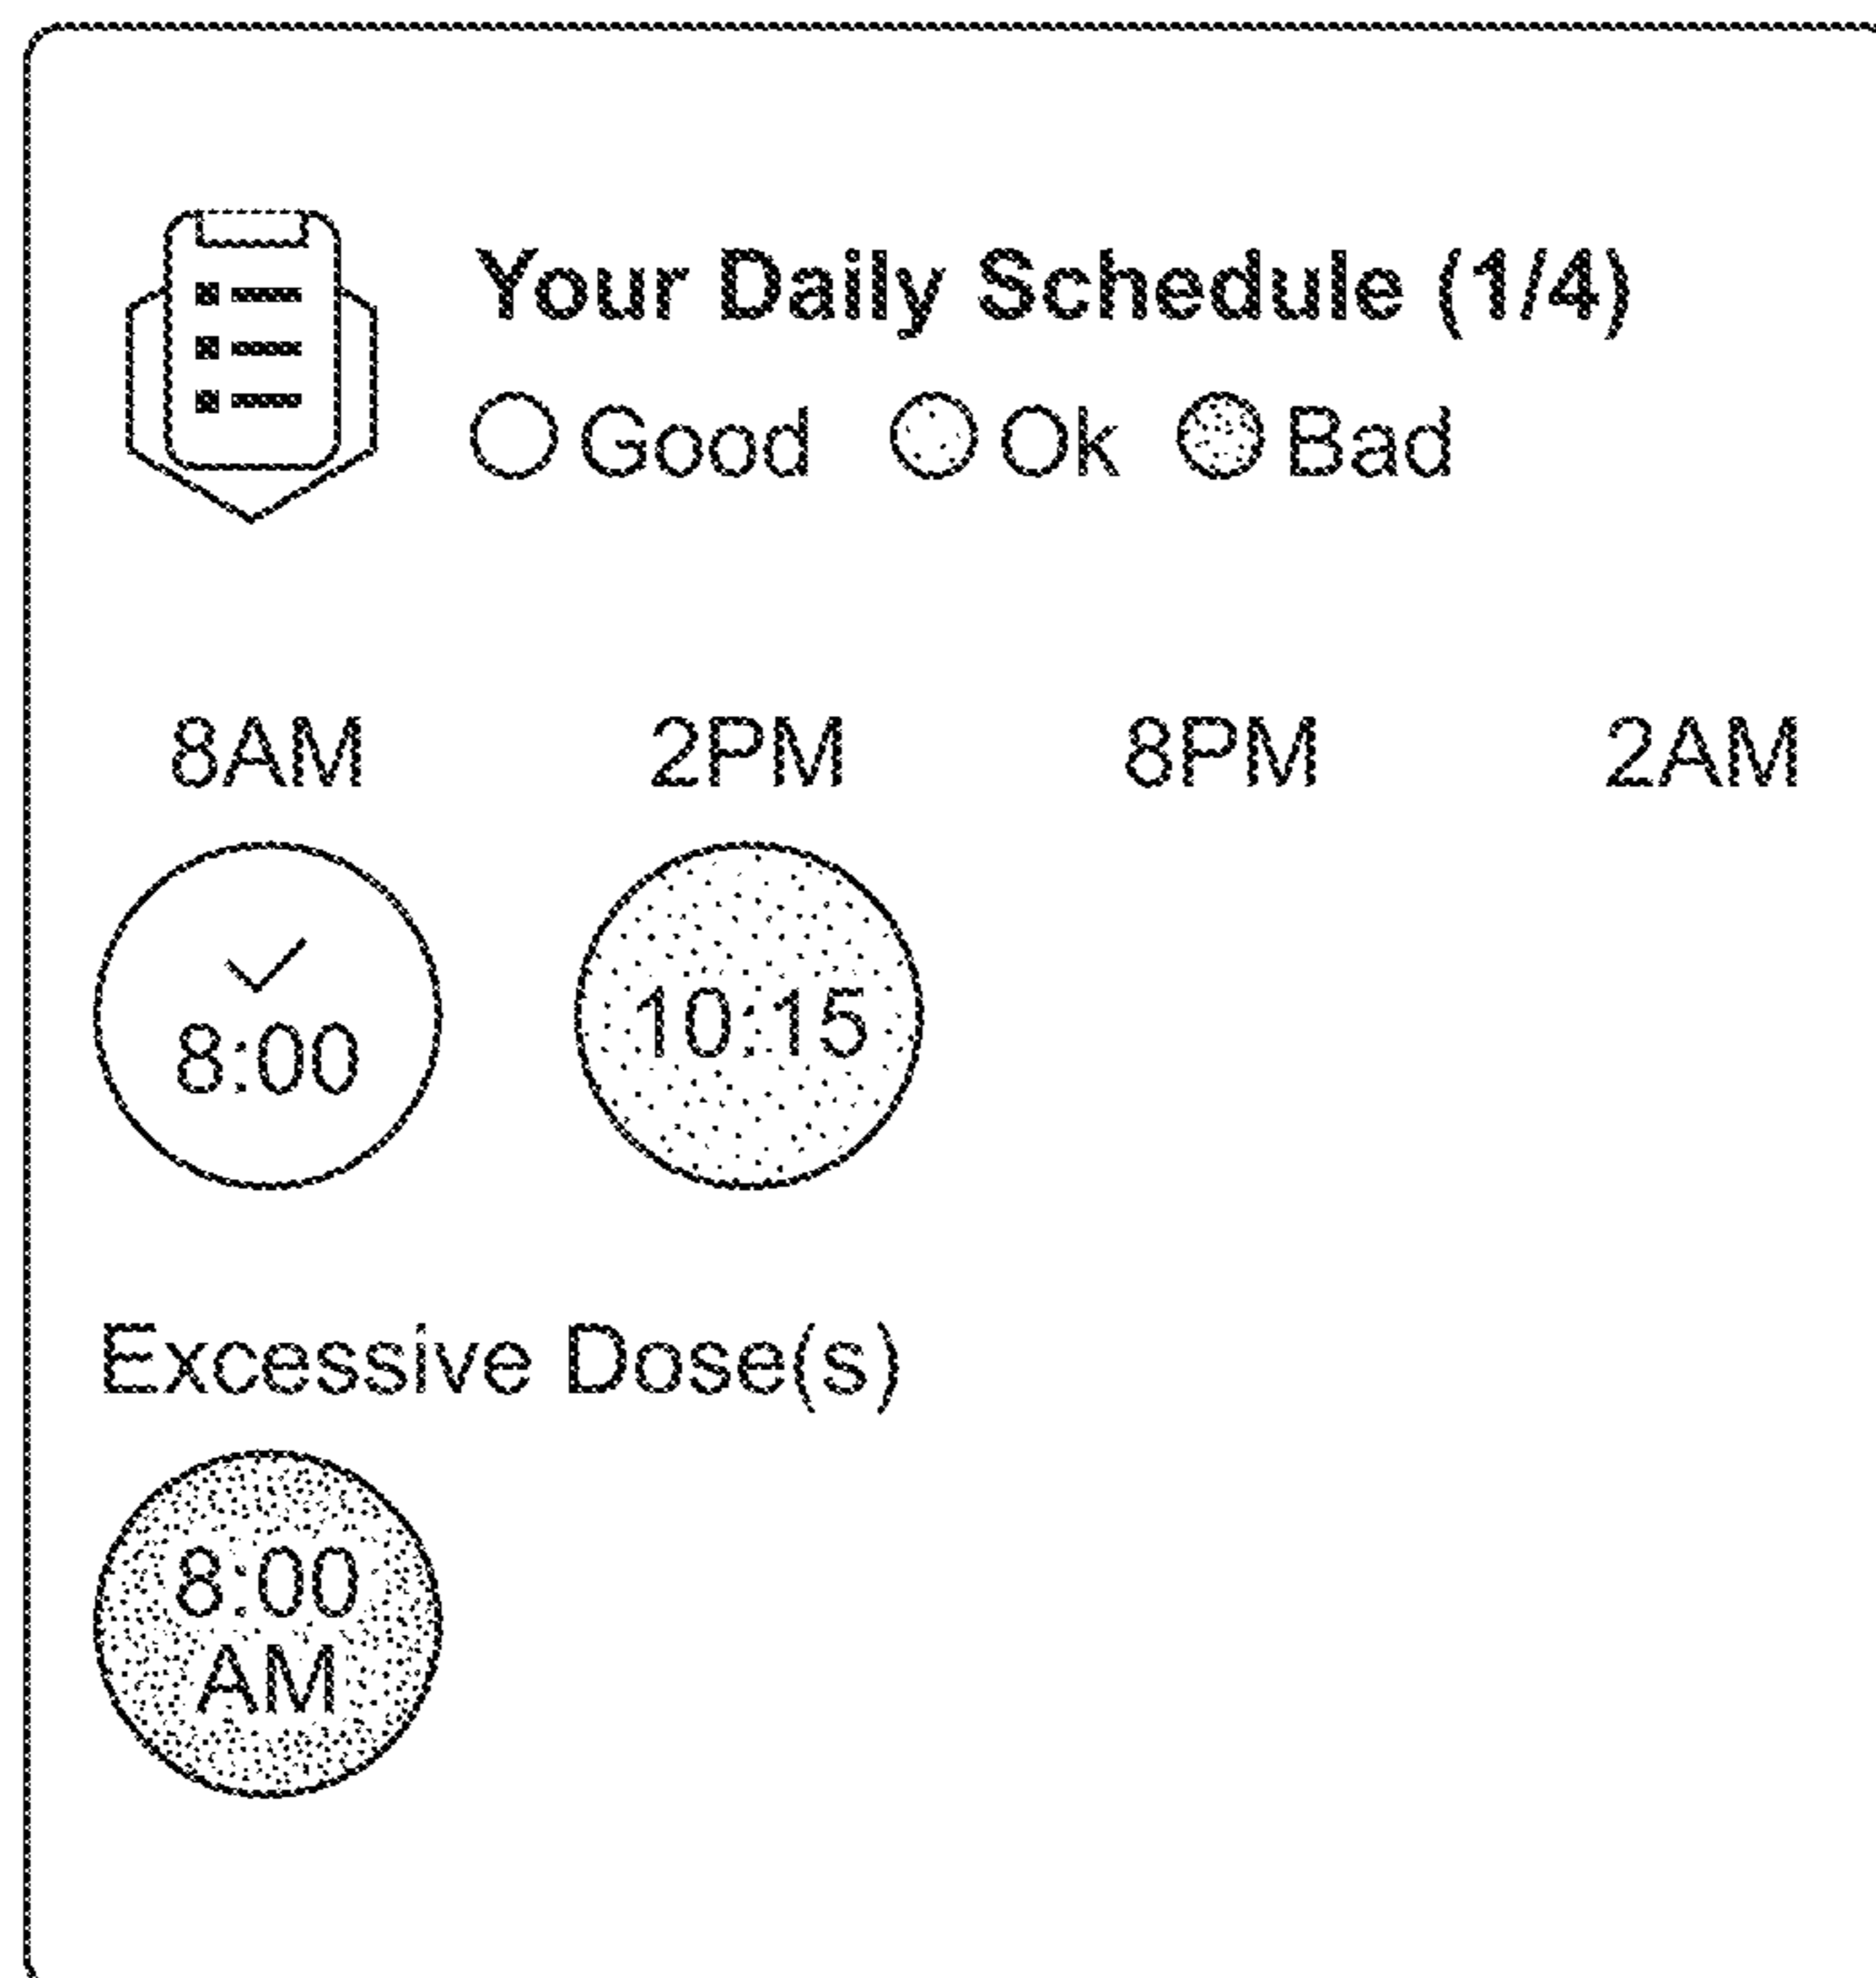 Your Daily Schedule (1/4)
Good Ok Bad
8AM 2PM 8PM 2AM
8:00 10:15
Excessive Dose(s)
8:00
AM